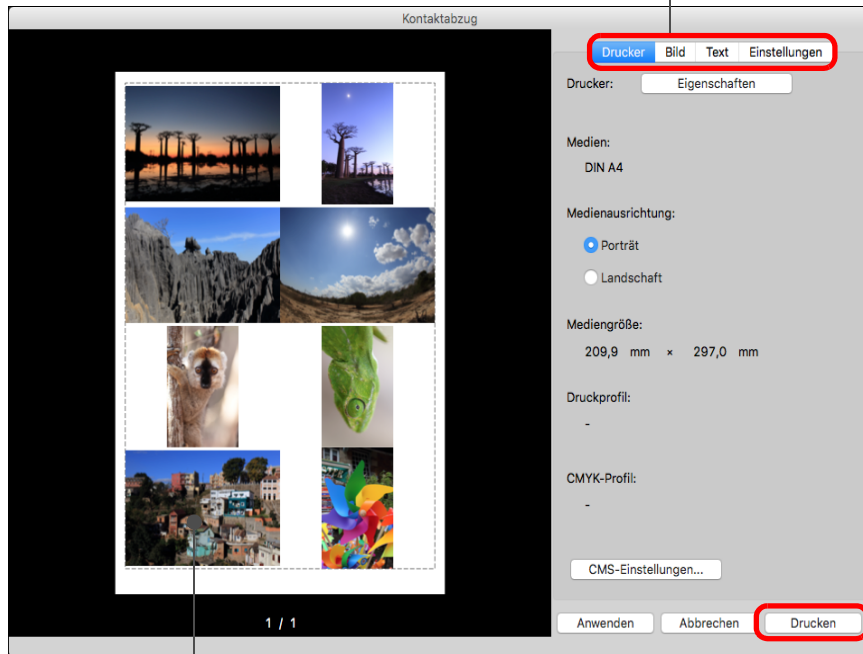 Kontaktabzug
Drucker Bild Text Einstellungen
Drucker: Eigenschaften
Medien:
DIN A4
Medienausrichtung:
Porträt
Landschaft
Mediengröße:
209,9 mm × 297,0 mm
Druckprofil:
-
CMYK-Profil:
-
CMS-Einstellungen...
1 / 1
Anwenden Abbrechen Drucken